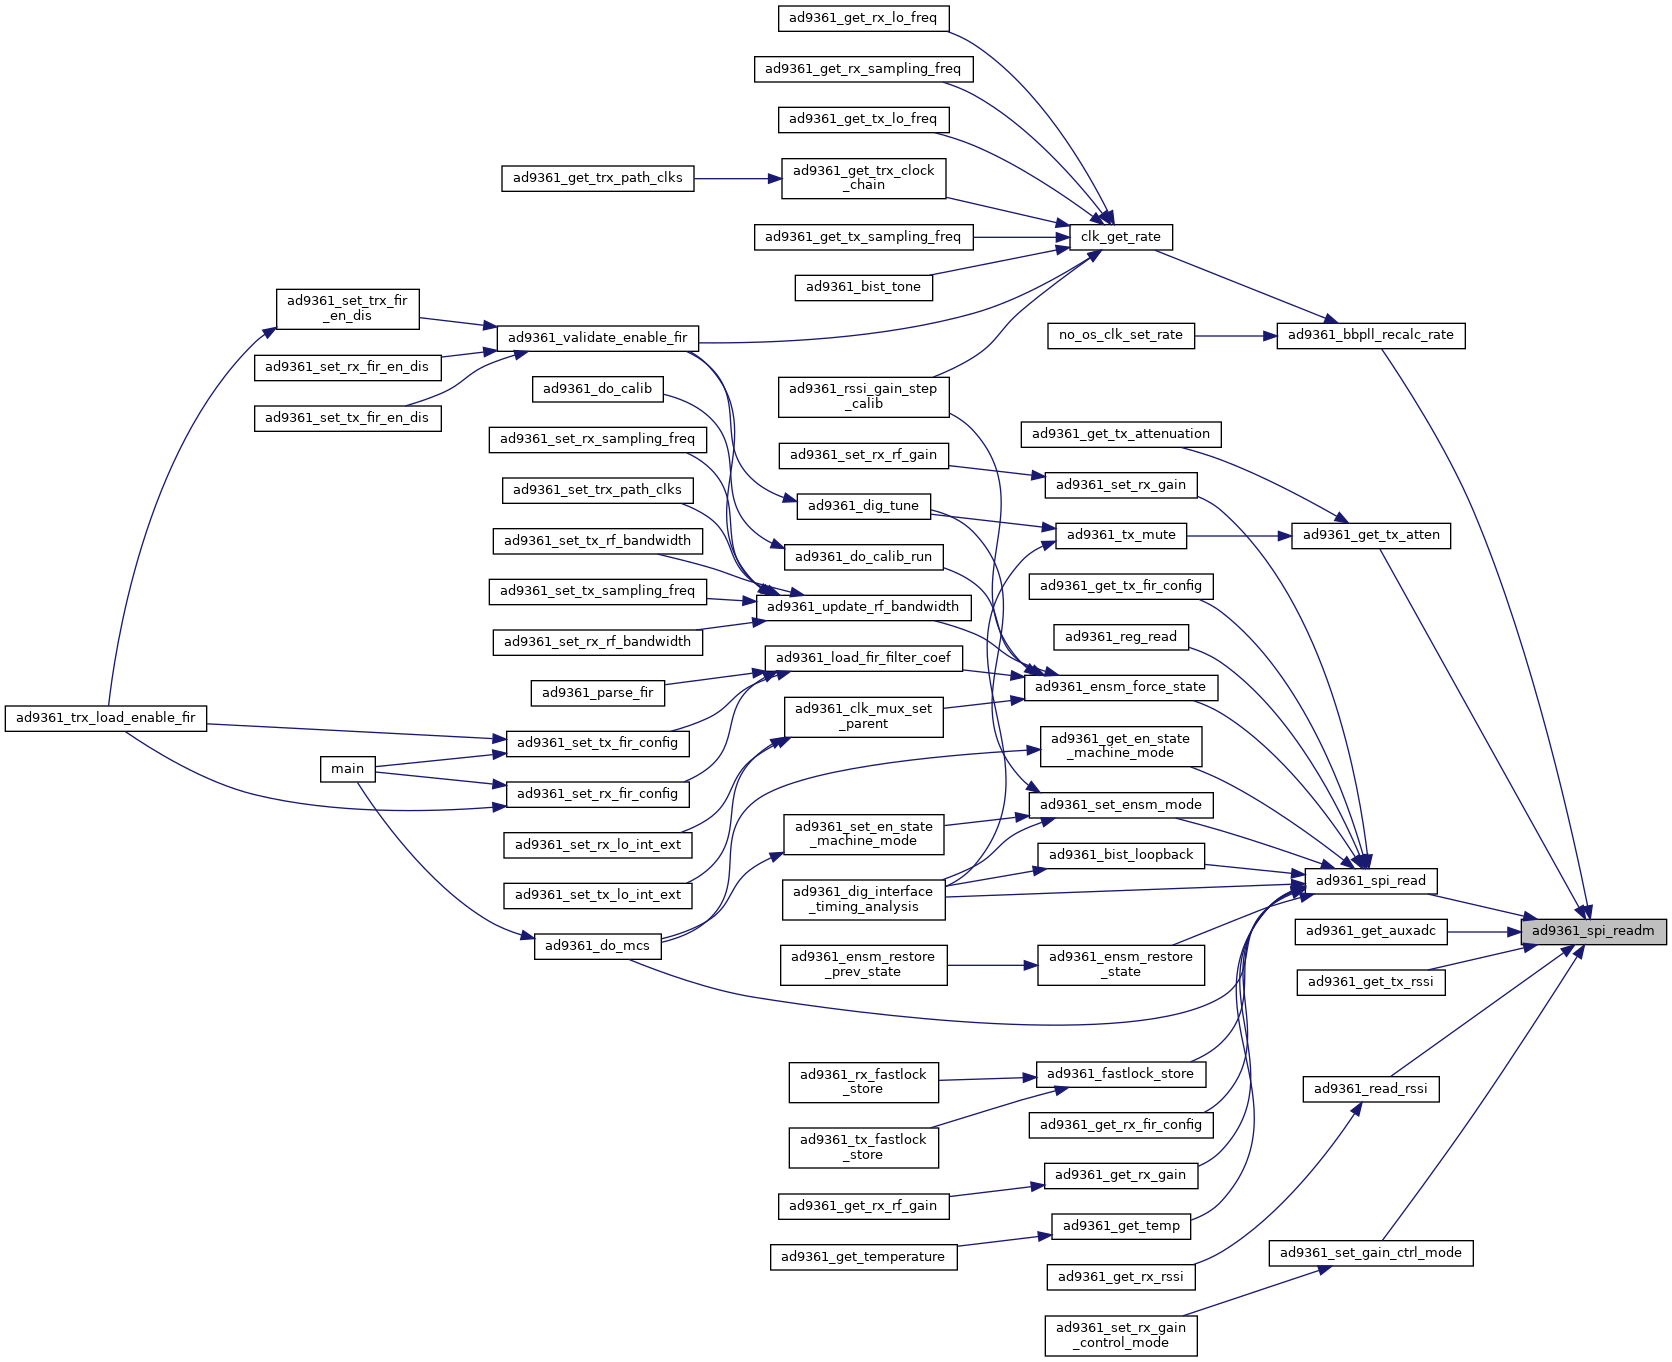 ad9361_get_rx_lo_freq
ad9361_get_rx_sampling_freq
ad9361_get_tx_lo_freq
ad9361_get_trx_path_clks
ad9361_get_trx_clock
_chain
ad9361_get_tx_sampling_freq
clk_get_rate
ad9361_bist_tone
ad9361_set_trx_fir
_en_dis
ad9361_validate_enable_fir
no_os_clk_set_rate
ad9361_bbpll_recalc_rate
ad9361_set_rx_fir_en_dis
ad9361_do_calib
ad9361_rssi_gain_step
_calib
ad9361_set_tx_fir_en_dis
ad9361_set_rx_sampling_freq
ad9361_get_tx_attenuation
ad9361_set_rx_rf_gain
ad9361_set_trx_path_clks
ad9361_set_rx_gain
ad9361_dig_tune
ad9361_set_tx_rf_bandwidth
ad9361_tx_mute
ad9361_get_tx_atten
ad9361_do_calib_run
ad9361_set_tx_sampling_freq
ad9361_get_tx_fir_config
ad9361_update_rf_bandwidth
ad9361_set_rx_rf_bandwidth
ad9361_reg_read
ad9361_load_fir_filter_coef
ad9361_parse_fir
ad9361_ensm_force_state
ad9361_trx_load_enable_fir
ad9361_clk_mux_set
_parent
ad9361_set_tx_fir_config
ad9361_get_en_state
_machine_mode
main
ad9361_set_rx_fir_config
ad9361_set_ensm_mode
ad9361_set_rx_lo_int_ext
ad9361_set_en_state
_machine_mode
ad9361_bist_loopback
ad9361_set_tx_lo_int_ext
ad9361_dig_interface
_timing_analysis
ad9361_spi_read
ad9361_do_mcs
ad9361_get_auxadc
ad9361_spi_readm
ad9361_ensm_restore
_prev_state
ad9361_ensm_restore
_state
ad9361_get_tx_rssi
ad9361_rx_fastlock
_store
ad9361_fastlock_store
ad9361_read_rssi
ad9361_tx_fastlock
_store
ad9361_get_rx_fir_config
ad9361_get_rx_gain
ad9361_get_rx_rf_gain
ad9361_get_temp
ad9361_get_temperature
ad9361_set_gain_ctrl_mode
ad9361_get_rx_rssi
ad9361_set_rx_gain
_control_mode